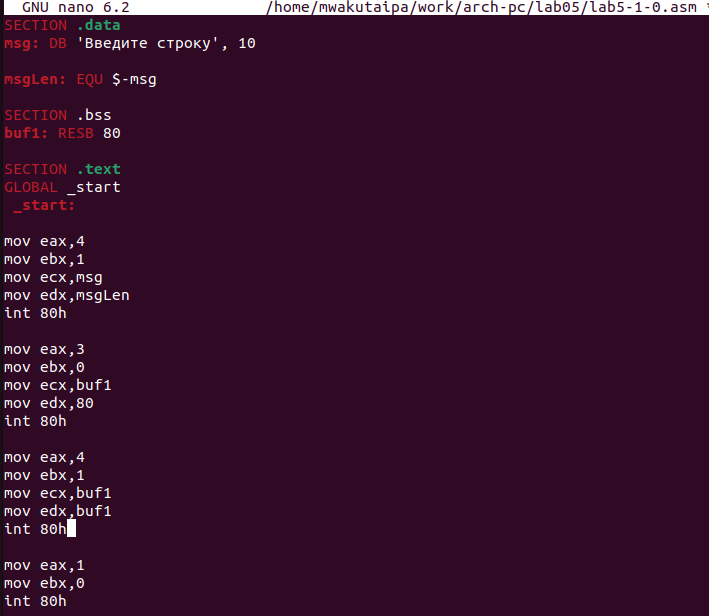 GNU nano 6.2 /home/mwakutaipa/work/arch-pc/lab05/lab5-1-0.asm *
SECTION .data
msg: DB 'Введите строку', 10
msgLen: EQU $-msg
SECTION .bss
buf1: RESB 80
SECTION .text
GLOBAL _start
_start:
mov eax,4
mov ebx,1
mov ecx,msg
mov edx,msgLen
int 80h
mov eax,3
mov ebx,0
mov ecx,buf1
mov edx,80
int 80h
mov eax,4
mov ebx,1
mov ecx,buf1
mov edx,buf1
int 80h
mov eax,1
mov ebx,0
int 80h